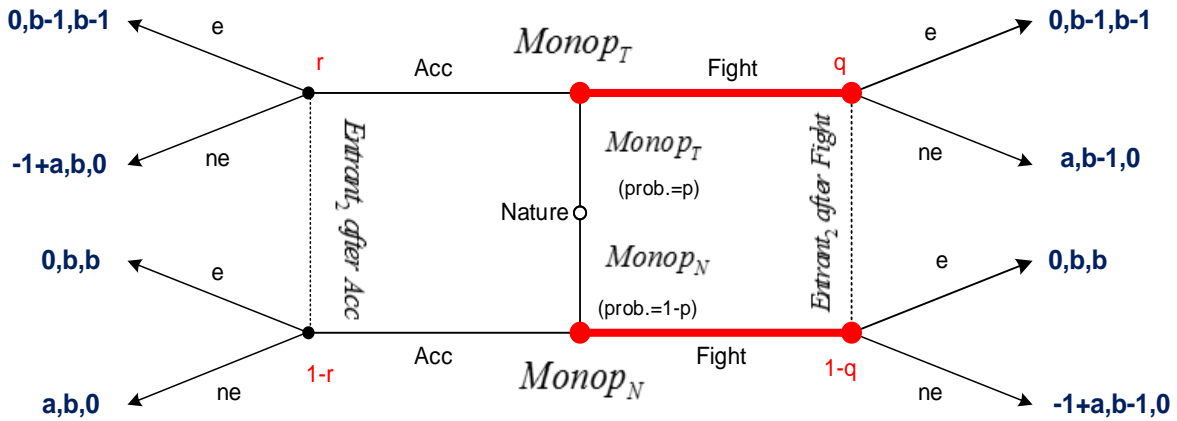 0,b-1,b-1
e
r
Acc
Monop_T
Fight
q
e
0,b-1,b-1
-1+a,b,0
ne
Entrant_2 after Acc
Monop_T
(prob.=p)
Nature
Entrant_2 after Fight
ne
a,b-1,0
0,b,b
e
Monop_N
(prob.=1-p)
e
0,b,b
a,b,0
ne
1-r
Acc
Monop_N
Fight
1-q
ne
-1+a,b-1,0